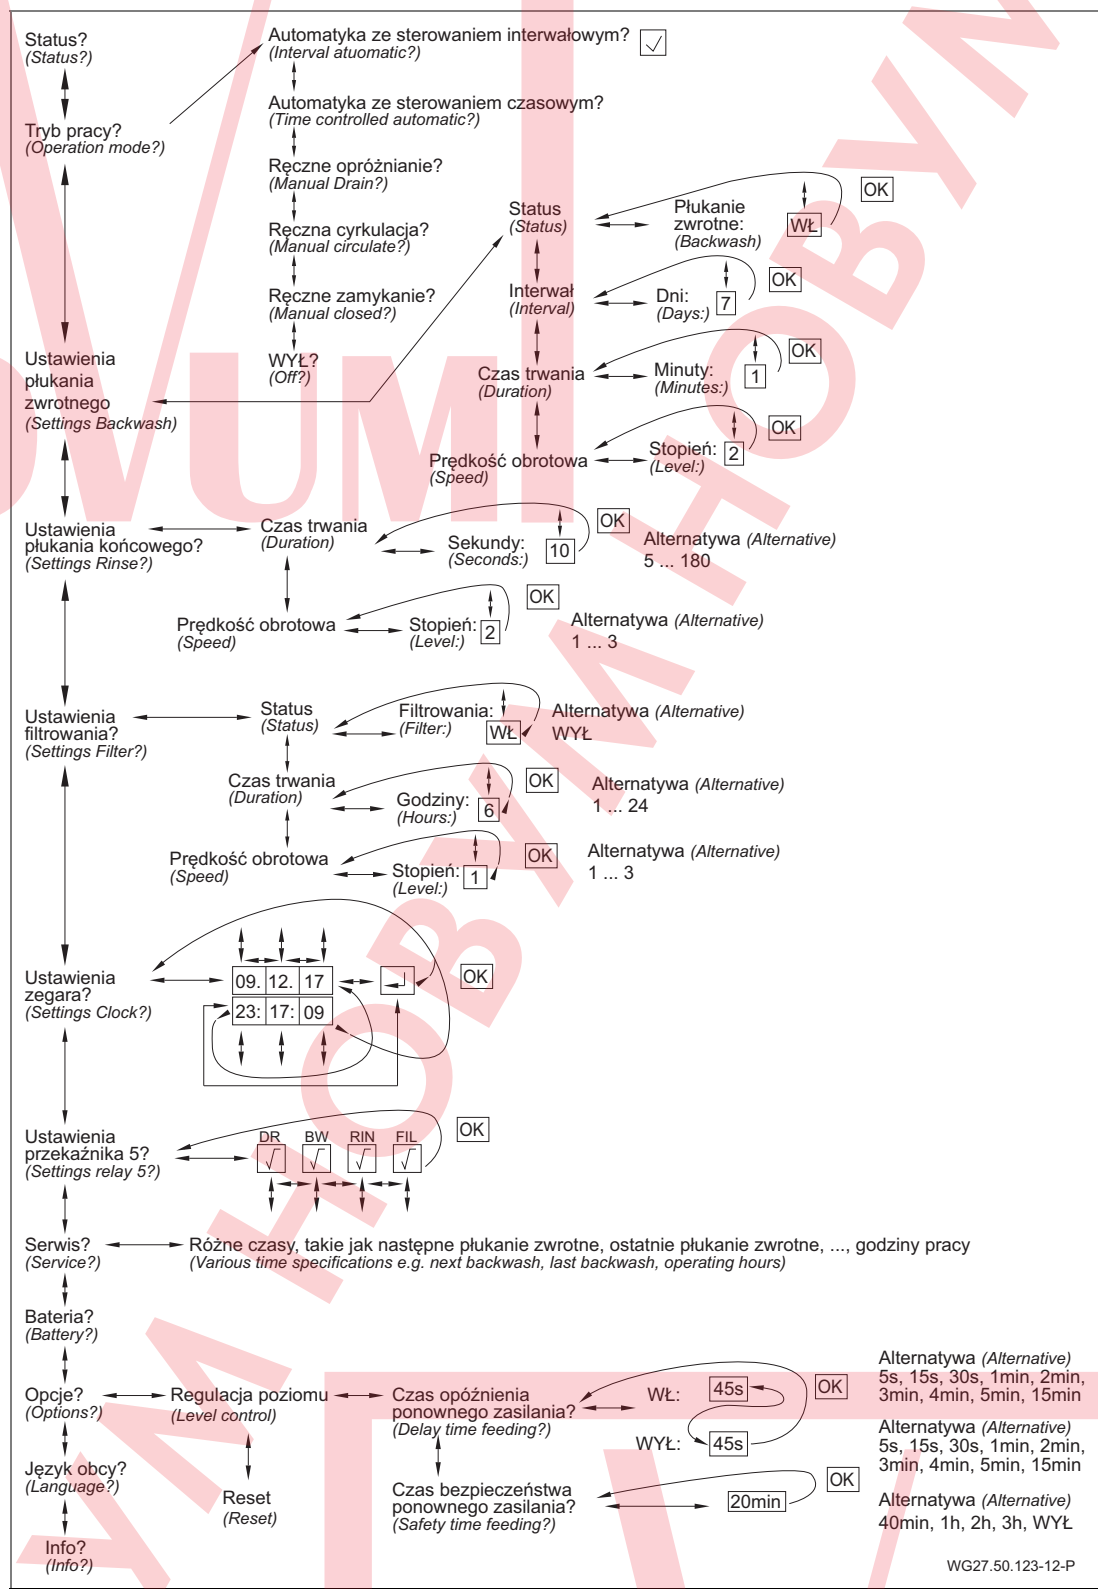 Status?
(Status?)
Automatyka ze sterowaniem interwałowym?
(Interval atuomatic?)
Automatyka ze sterowaniem czasowym?
(Time controlled automatic?)
Tryb pracy?
(Operation mode?)
Ręczne opróżnianie?
(Manual Drain?)
Ręczna cyrkulacja?
(Manual circulate?)
Ręczne zamykanie?
(Manual closed?)
WYŁ?
(Off?)
Status
(Status)
Płukanie
zwrotne:
(Backwash)
WŁ
OK
Interwał
(Interval)
Dni:
(Days:)
7
OK
Czas trwania
(Duration)
Minuty:
(Minutes:)
1
OK
Prędkość obrotowa
(Speed)
Stopień:
(Level:)
2
OK
Ustawienia
płukania
zwrotnego
(Settings Backwash)
Ustawienia
płukania końcowego?
(Settings Rinse?)
Czas trwania
(Duration)
Sekundy:
(Seconds:)
10
OK
Alternatywa (Alternative)
5 ... 180
Prędkość obrotowa
(Speed)
Stopień:
(Level:)
2
OK
Alternatywa (Alternative)
1 ... 3
Ustawienia
filtrowania?
(Settings Filter?)
Status
(Status)
Filtrowania:
(Filter:)
WŁ
Alternatywa (Alternative)
WYŁ
Czas trwania
(Duration)
Godziny:
(Hours:)
6
OK
Alternatywa (Alternative)
1 ... 24
Prędkość obrotowa
(Speed)
Stopień:
(Level:)
1
OK
Alternatywa (Alternative)
1 ... 3
Ustawienia
zegara?
(Settings Clock?)
09. 12. 17
23: 17: 09
OK
Ustawienia
przekaźnika 5?
(Settings relay 5?)
DR BW RIN FIL
OK
Serwis?
(Service?)
Różne czasy, takie jak następne płukanie zwrotne, ostatnie płukanie zwrotne, ..., godziny pracy
(Various time specifications e.g. next backwash, last backwash, operating hours)
Bateria?
(Battery?)
Opcje?
(Options?)
Regulacja poziomu
(Level control)
Czas opóźnienia
ponownego zasilania?
(Delay time feeding?)
WŁ: 45s
OK
Alternatywa (Alternative)
5s, 15s, 30s, 1min, 2min,
3min, 4min, 5min, 15min
WYŁ: 45s
Alternatywa (Alternative)
5s, 15s, 30s, 1min, 2min,
3min, 4min, 5min, 15min
Język obcy?
(Language?)
Reset
(Reset)
Czas bezpieczeństwa
ponownego zasilania?
(Safety time feeding?)
20min
OK
Alternatywa (Alternative)
40min, 1h, 2h, 3h, WYŁ
Info?
(Info?)
WG27.50.123-12-P